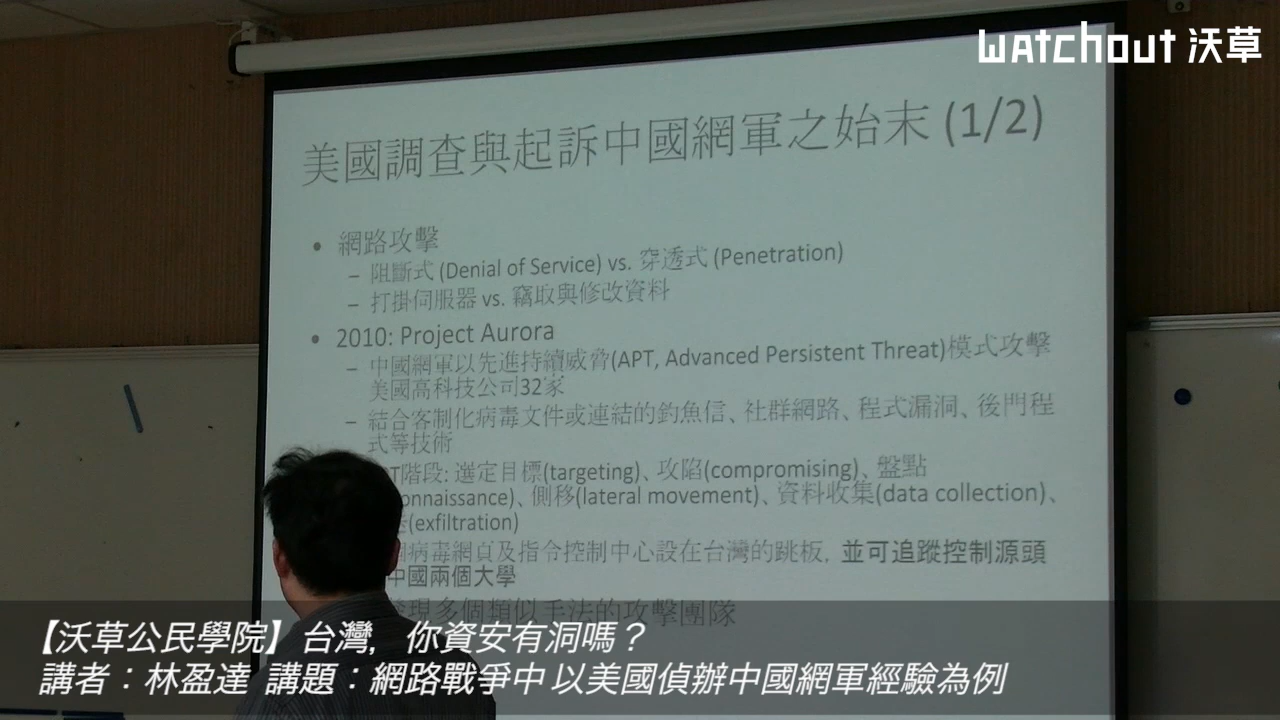 watchout 沃草
美國調查與起訴中國網軍之始末 (1/2)
• 網路攻擊
– 阻斷式 (Denial of Service) vs. 穿透式 (Penetration)
– 打掛伺服器 vs. 竊取與修改資料
• 2010: Project Aurora
– 中國網軍以先進持續威脅(APT, Advanced Persistent Threat)模式攻擊
美國高科技公司32家
– 結合客制化病毒文件或連結的釣魚信、社群網路、程式漏洞、後門程
式等技術
T階段: 選定目標(targeting)、攻陷(compromising)、盤點
onnaissance)、側移(lateral movement)、資料收集(data collection)、
(exfiltration)
病毒網頁及指令控制中心設在台灣的跳板, 並可追蹤控制源頭
中國兩個大學
現多個類似手法的攻擊團隊
【沃草公民學院】台灣，你資安有洞嗎？
講者：林盈達 講題：網路戰爭中 以美國偵辦中國網軍經驗為例